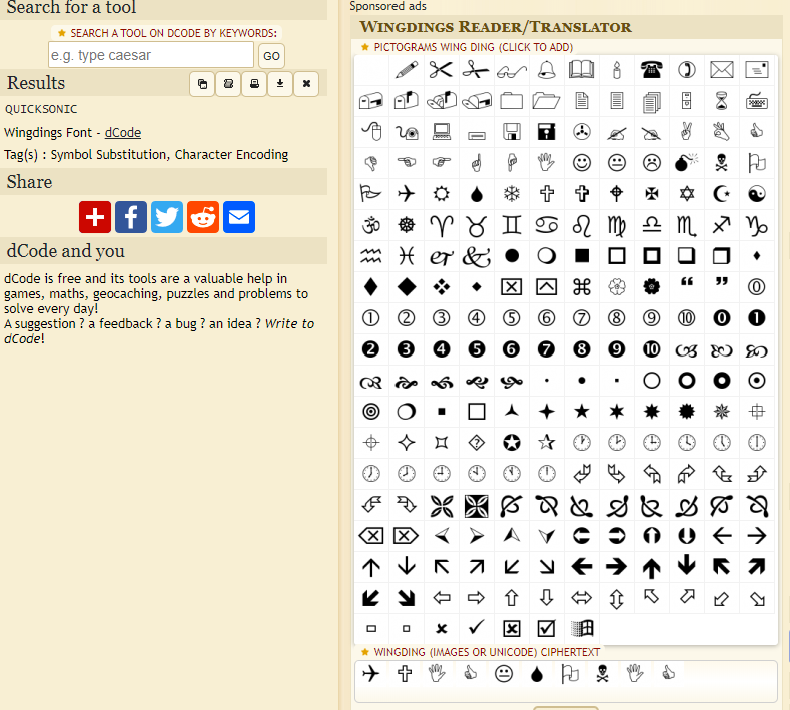 Search for a tool
★ SEARCH A TOOL ON DCODE BY KEYWORDS:
e.g. type caesar
GO
Results
QUICKSONIC
Wingdings Font - dCode
Tag(s) : Symbol Substitution, Character Encoding
Share
dCode and you
dCode is free and its tools are a valuable help in
games, maths, geocaching, puzzles and problems to
solve every day!
A suggestion ? a feedback ? a bug ? an idea ? Write to
dCode!
Sponsored ads
Wingdings Reader/Translator
★ PICTOGRAMS WING DING (CLICK TO ADD)
★ WINGDING (IMAGES OR UNICODE) CIPHERTEXT